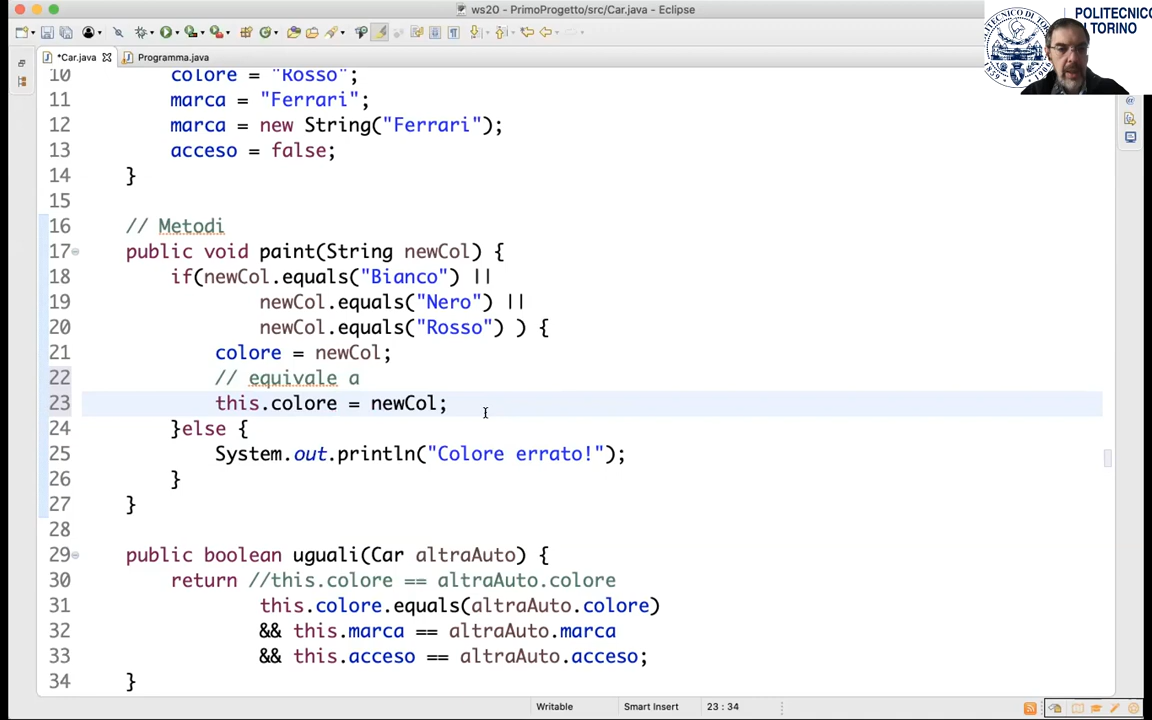 ws20 - PrimoProgetto/src/Car.java - Eclipse
POLITECNICO
DI TORINO
1859
1906
*Car.java
Programma.java
10 colore = "Rosso";
11 marca = "Ferrari";
12 marca = new String("Ferrari");
13 acceso = false;
14 }
15
16 // Metodi
17 public void paint(String newCol) {
18 if(newCol.equals("Bianco") ||
19 newCol.equals("Nero") ||
20 newCol.equals("Rosso") ) {
21 colore = newCol;
22 // equivale a
23 this.colore = newCol;
24 }else {
25 System.out.println("Colore errato!");
26 }
27 }
28
29 public boolean uguali(Car altraAuto) {
30 return //this.colore == altraAuto.colore
31 this.colore.equals(altraAuto.colore)
32 && this.marca == altraAuto.marca
33 && this.acceso == altraAuto.acceso;
34 }
Writable
Smart Insert
23 : 34